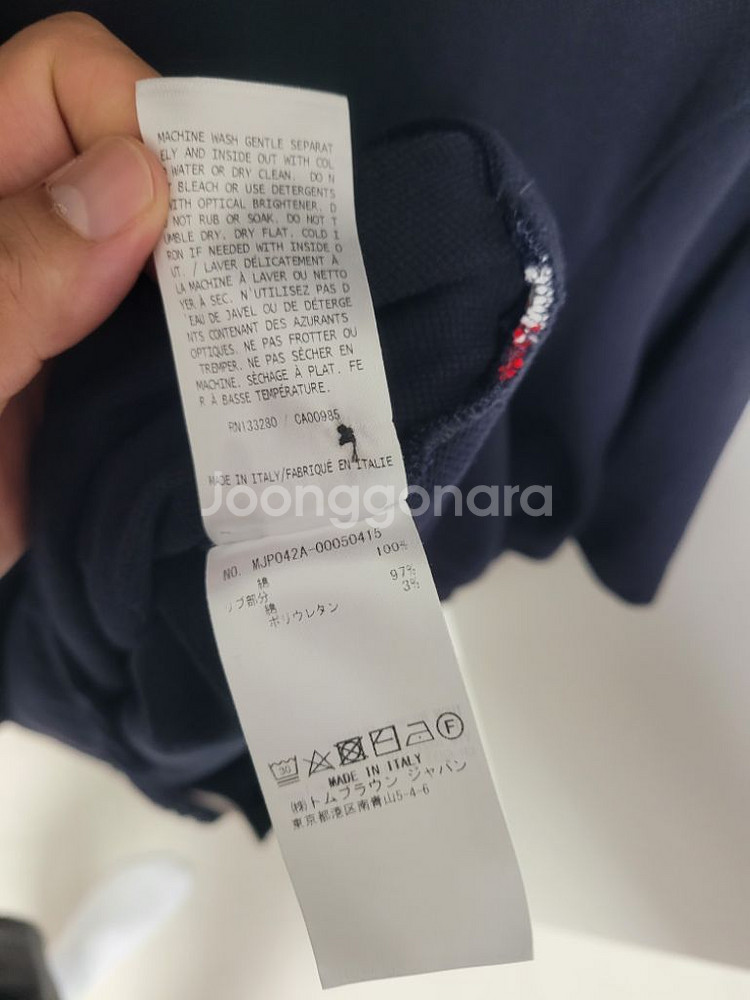 MACHINE WASH GENTLE SEPARAT
ELY AND INSIDE OUT WITH COL
WATER OR DRY CLEAN. DO N
BLEACH OR USE DETERGENTS
WITH OPTICAL BRIGHTENER. D
NOT RUB OR SOAK. DO NOT T
UMBLE DRY. DRY FLAT. COLD I
RON IF NEEDED WITH INSIDE O
UT. / LAVER DÉLICATEMENT À
LA MACHINE À LAVER OU NETTO
YER À SEC. N'UTILISEZ PAS D
'EAU DE JAVEL OU DE DÉTERGE
NTS CONTENANT DES AZURANTS
OPTIQUES. NE PAS FROTTER OU
TREMPER. NE PAS SÉCHER EN
MACHINE. SÉCHAGE À PLAT. FE
R À BASSE TEMPÉRATURE.
RN133280 / CA00985
MADE IN ITALY/FABRIQUÉ EN ITALIE
Joonggonara
NO. MJP042A-00050415
綿 100%
リブ部分
綿 97%
ポリウレタン 3%
30 F
MADE IN ITALY
(株)トムブラウン ジャパン
東京都港区南青山5-4-6